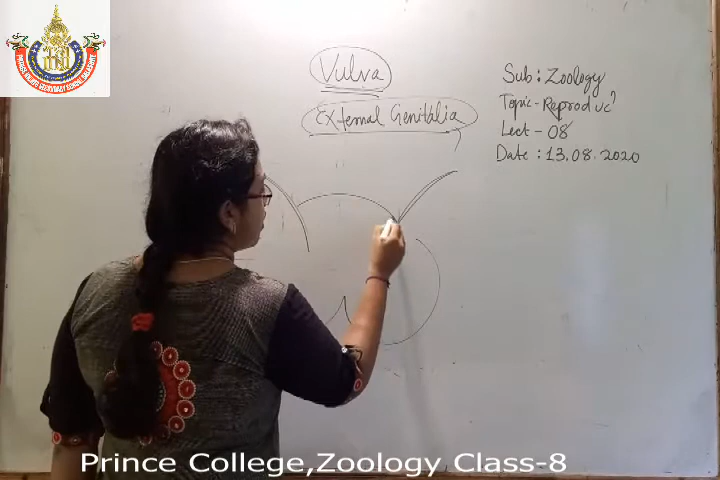 Vulva
External Genitalia
Sub : Zoology
Topic - Reproduc?
Lect - 08
Date : 13.08.2020
Prince College,Zoology Class-8